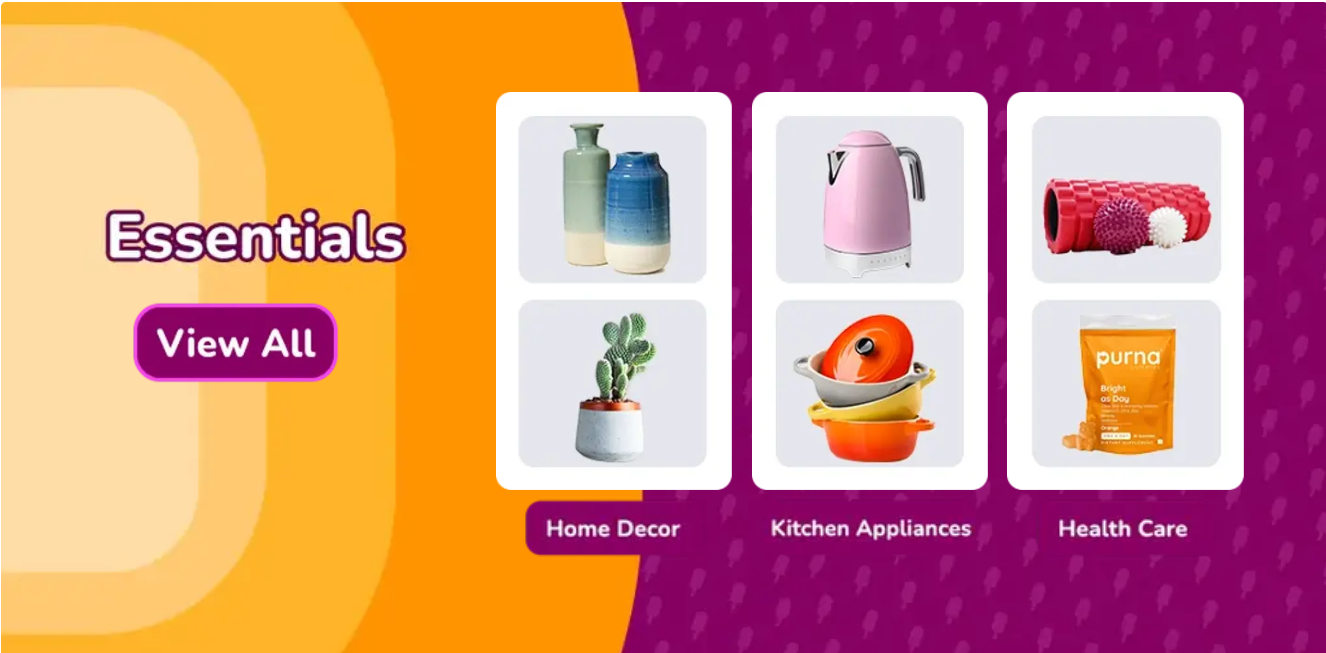 Essentials
View All
Home Decor
Kitchen Appliances
Health Care
purna
Bright
as Day
Orange